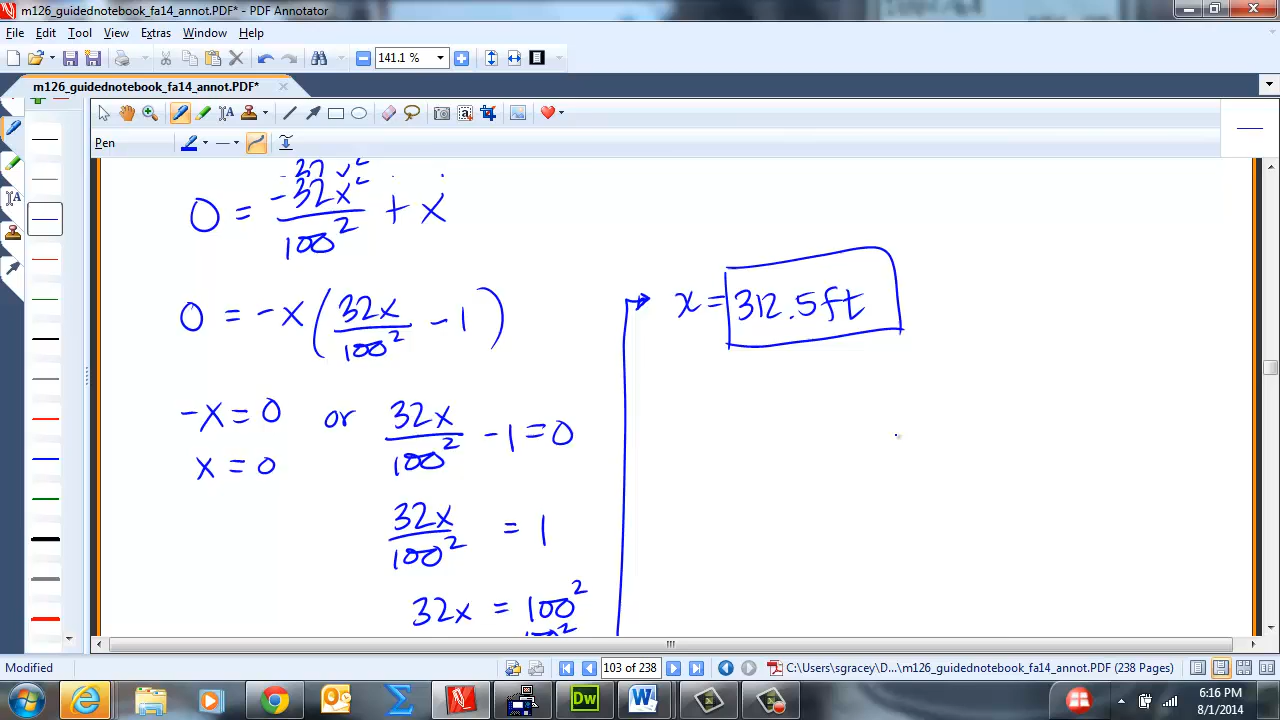 m126_guidednotebook_fa14_annot.PDF* - PDF Annotator
File Edit Tool View Extras Window Help
141.1 %
m126_guidednotebook_fa14_annot.PDF*
Pen
0 = -32x² / 100² + x
0 = -x ( 32x / 100² - 1 )
x = 312.5 ft
-x = 0 or 32x / 100² - 1 = 0
x = 0
32x / 100² = 1
32x = 100²
103 of 238
Modified
C:\Users\sgracey\D...\m126_guidednotebook_fa14_annot.PDF (238 Pages)
6:16 PM
8/1/2014